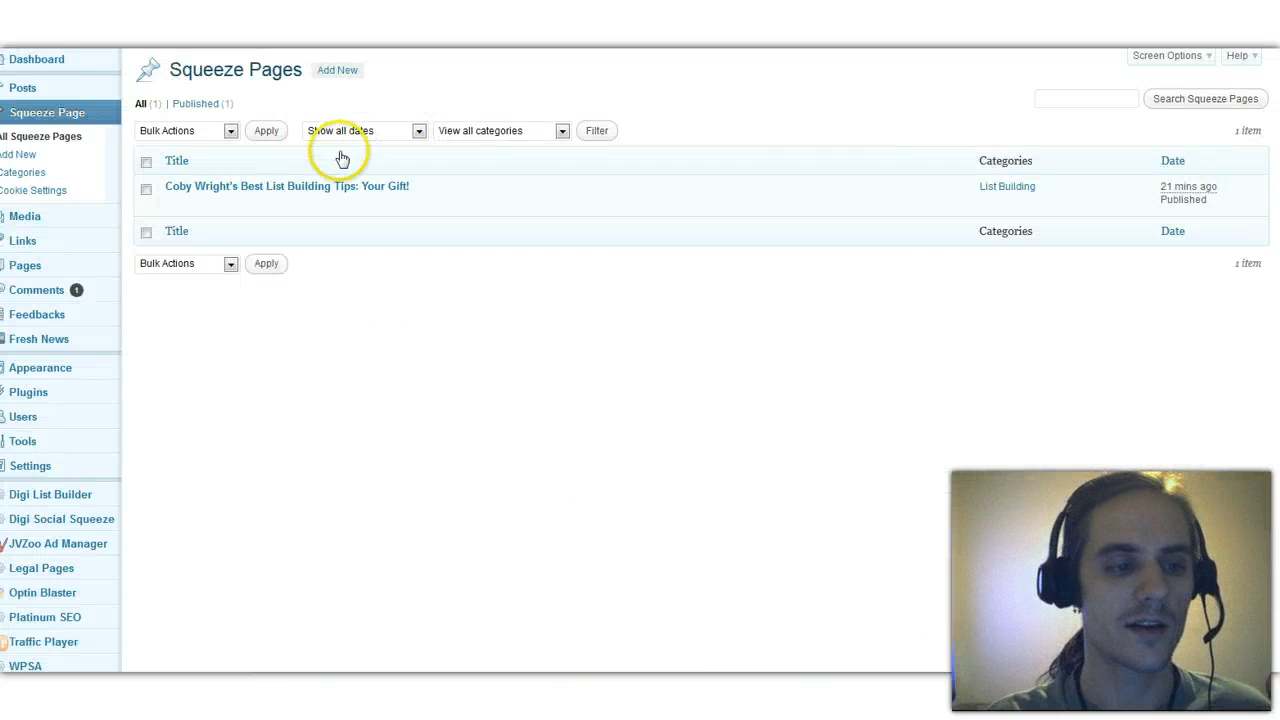 Dashboard
Posts
Squeeze Page
All Squeeze Pages
Add New
Categories
Cookie Settings
Media
Links
Pages
Comments 1
Feedbacks
Fresh News
Appearance
Plugins
Users
Tools
Settings
Digi List Builder
Digi Social Squeeze
JVZoo Ad Manager
Legal Pages
Optin Blaster
Platinum SEO
Traffic Player
WPSA
Screen Options Help
Squeeze Pages Add New
All (1) | Published (1)
Search Squeeze Pages
Bulk Actions Apply Show all dates View all categories Filter 1 item
Title Categories Date
Coby Wright's Best List Building Tips: Your Gift! List Building 21 mins ago
Published
Title Categories Date
Bulk Actions Apply 1 item